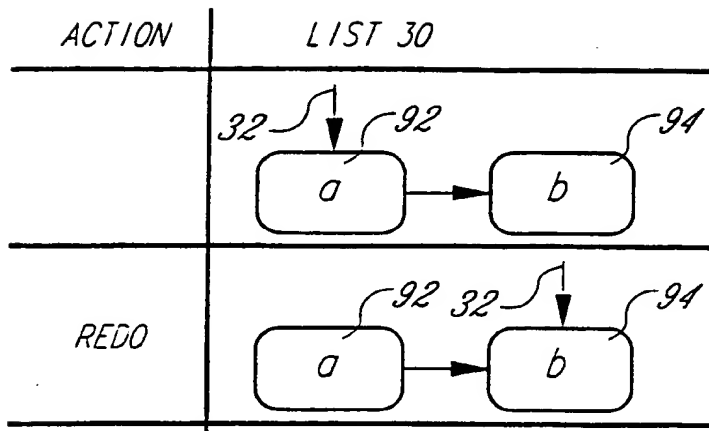 ACTION LIST 30
32 92 94
a b
92 32 94
REDO a b